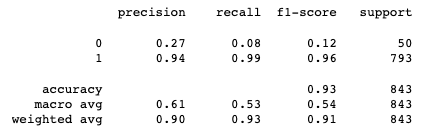 precision recall f1-score support
0 0.27 0.08 0.12 50
1 0.94 0.99 0.96 793
accuracy 0.93 843
macro avg 0.61 0.53 0.54 843
weighted avg 0.90 0.93 0.91 843